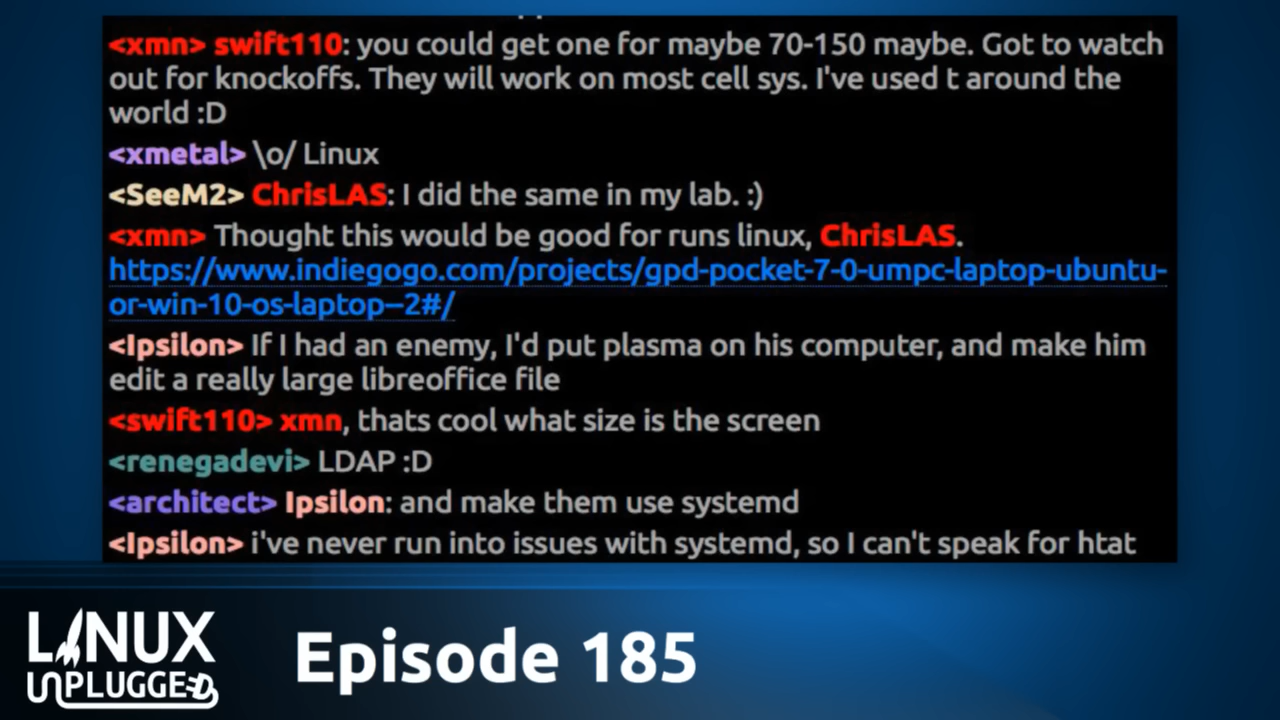 <xmn> swift110: you could get one for maybe 70-150 maybe. Got to watch
out for knockoffs. They will work on most cell sys. I've used t around the
world :D
<xmetal> \o/ Linux
<SeeM2> ChrisLAS: I did the same in my lab. :)
<xmn> Thought this would be good for runs linux, ChrisLAS.
https://www.indiegogo.com/projects/gpd-pocket-7-0-umpc-laptop-ubuntu-
or-win-10-os-laptop--2#/
<Ipsilon> If I had an enemy, I'd put plasma on his computer, and make him
edit a really large libreoffice file
<swift110> xmn, thats cool what size is the screen
<renegadevi> LDAP :D
<architect> Ipsilon: and make them use systemd
<Ipsilon> i've never run into issues with systemd, so I can't speak for htat
LINUX
UNPLUGGED
Episode 185